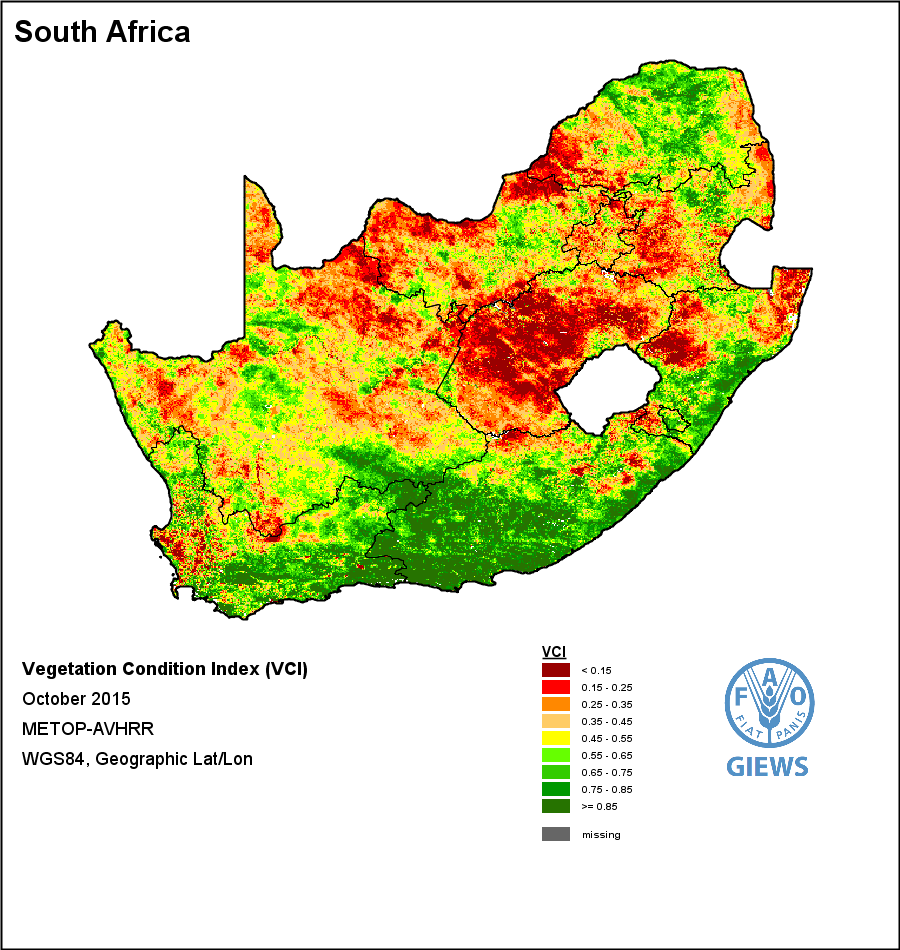 South Africa
Vegetation Condition Index (VCI)
October 2015
METOP-AVHRR
WGS84, Geographic Lat/Lon
VCI
< 0.15
0.15 - 0.25
0.25 - 0.35
0.35 - 0.45
0.45 - 0.55
0.55 - 0.65
0.65 - 0.75
0.75 - 0.85
>= 0.85
missing
F A O
FIAT PANIS
GIEWS